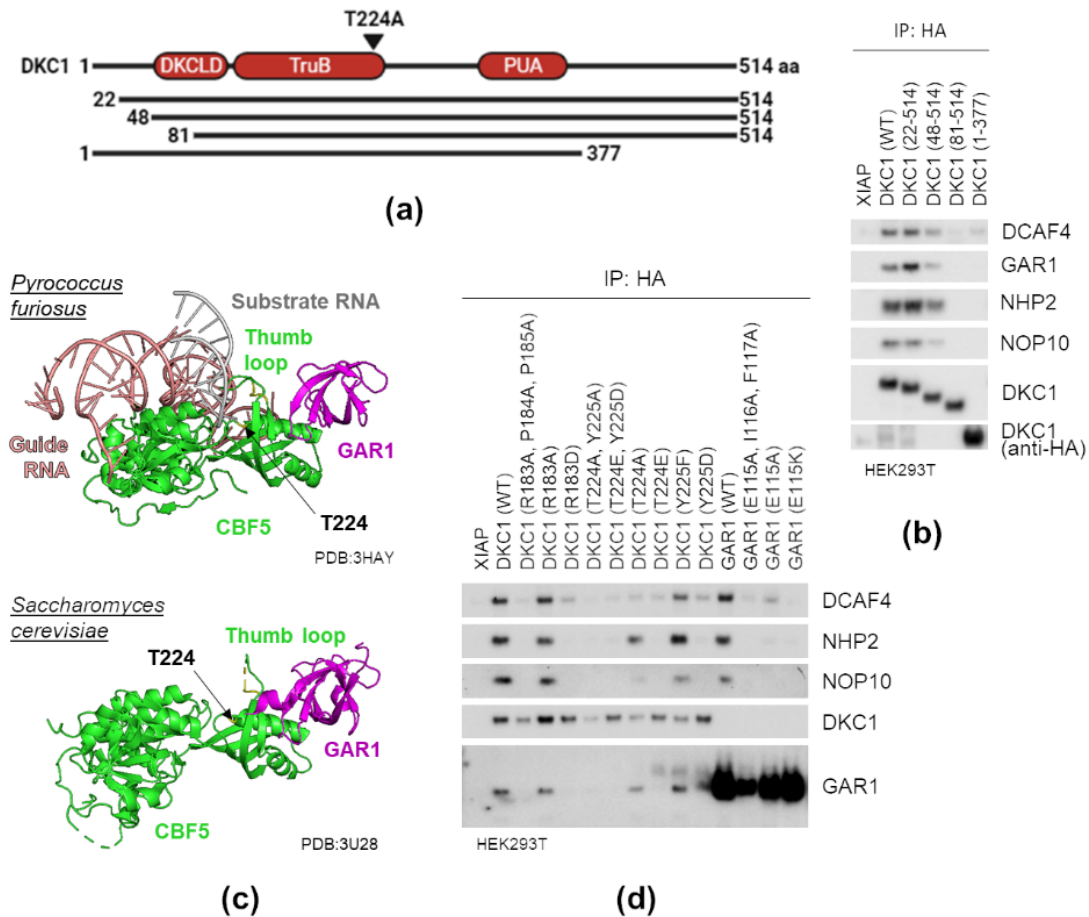 T224A
DKC1 1 DKCLD TruB PUA 514 aa
22 514
48 514
81 514
1 377
(a)
IP: HA
XIAP
DKC1 (WT)
DKC1 (22-514)
DKC1 (48-514)
DKC1 (81-514)
DKC1 (1-377)
DCAF4
GAR1
NHP2
NOP10
DKC1
DKC1
(anti-HA)
HEK293T
(b)
Pyrococcus
furiosus
Substrate RNA
Thumb
loop
GAR1
Guide
RNA
CBF5
T224
PDB:3HAY
Saccharomyces
cerevisiae
Thumb loop
T224
GAR1
CBF5
PDB:3U28
(c)
IP: HA
XIAP
DKC1 (WT)
DKC1 (R183A, P184A, P185A)
DKC1 (R183A)
DKC1 (R183D)
DKC1 (T224A, Y225A)
DKC1 (T224E, Y225D)
DKC1 (T224A)
DKC1 (T224E)
DKC1 (Y225F)
DKC1 (Y225D)
GAR1 (WT)
GAR1 (E115A, I116A, F117A)
GAR1 (E115A)
GAR1 (E115K)
DCAF4
NHP2
NOP10
DKC1
GAR1
HEK293T
(d)